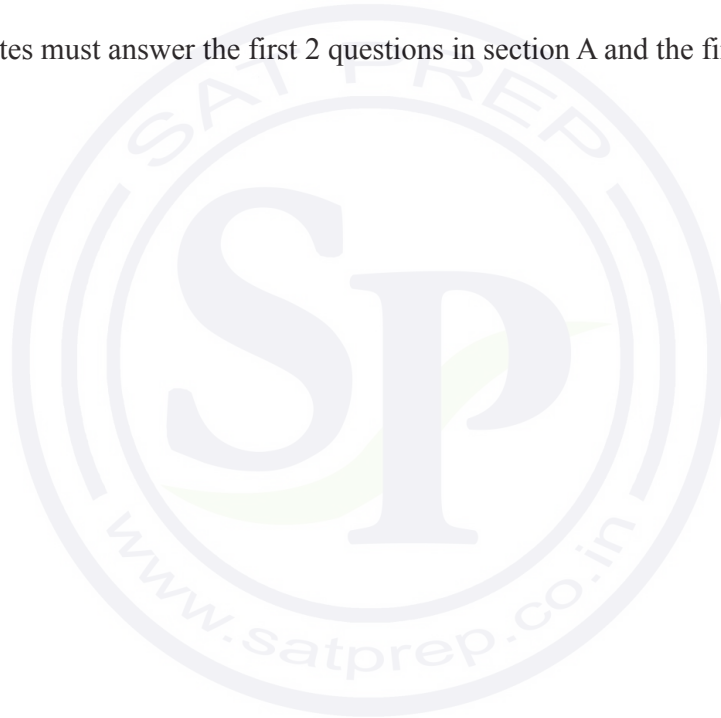 tes must answer the first 2 questions in section A and the fi
SAT PREP
SP
www.satprep.co.in